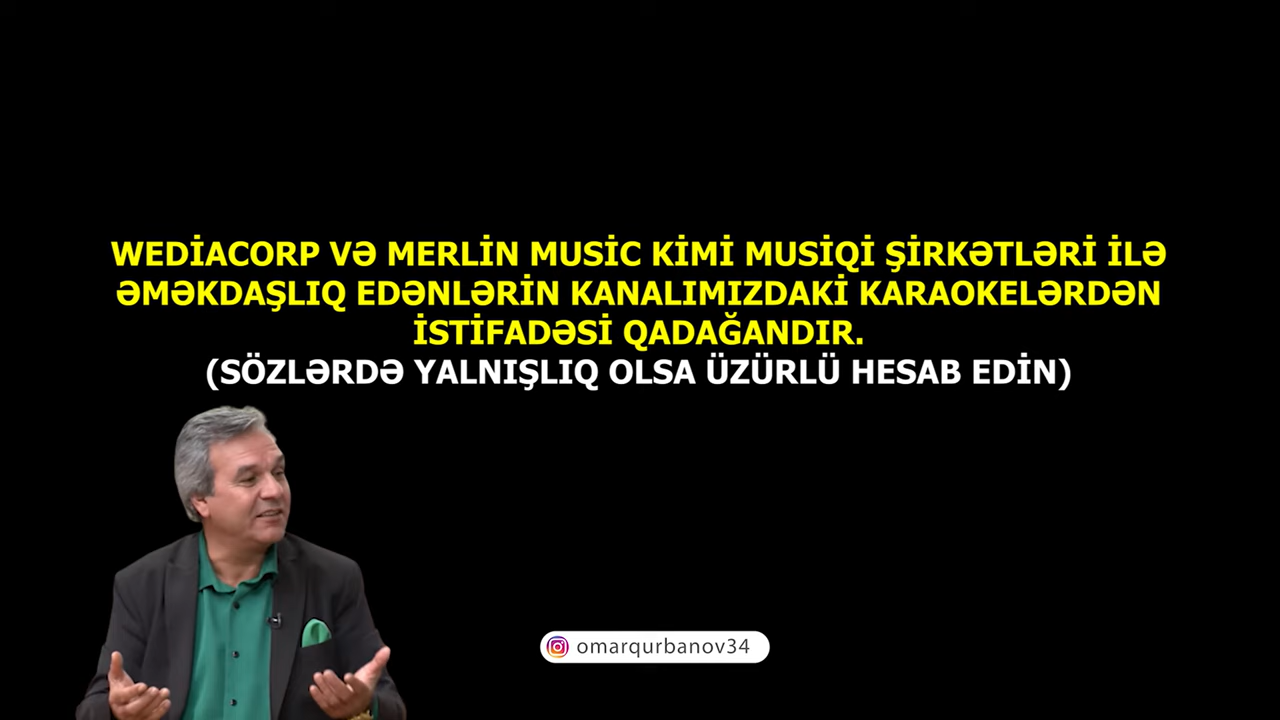 WEDİACORP VƏ MERLİN MUSİC KİMİ MUSİQİ ŞİRKƏTLƏRİ İLƏ
ƏMƏKDAŞLIQ EDƏNLƏRİN KANALIMIZDAKİ KARAOKELƏRDƏN
İSTİFADƏSİ QADAĞANDIR.
(SÖZLƏRDƏ YALNIŞLIQ OLSA ÜZÜRLÜ HESAB EDİN)
omarqurbanov34